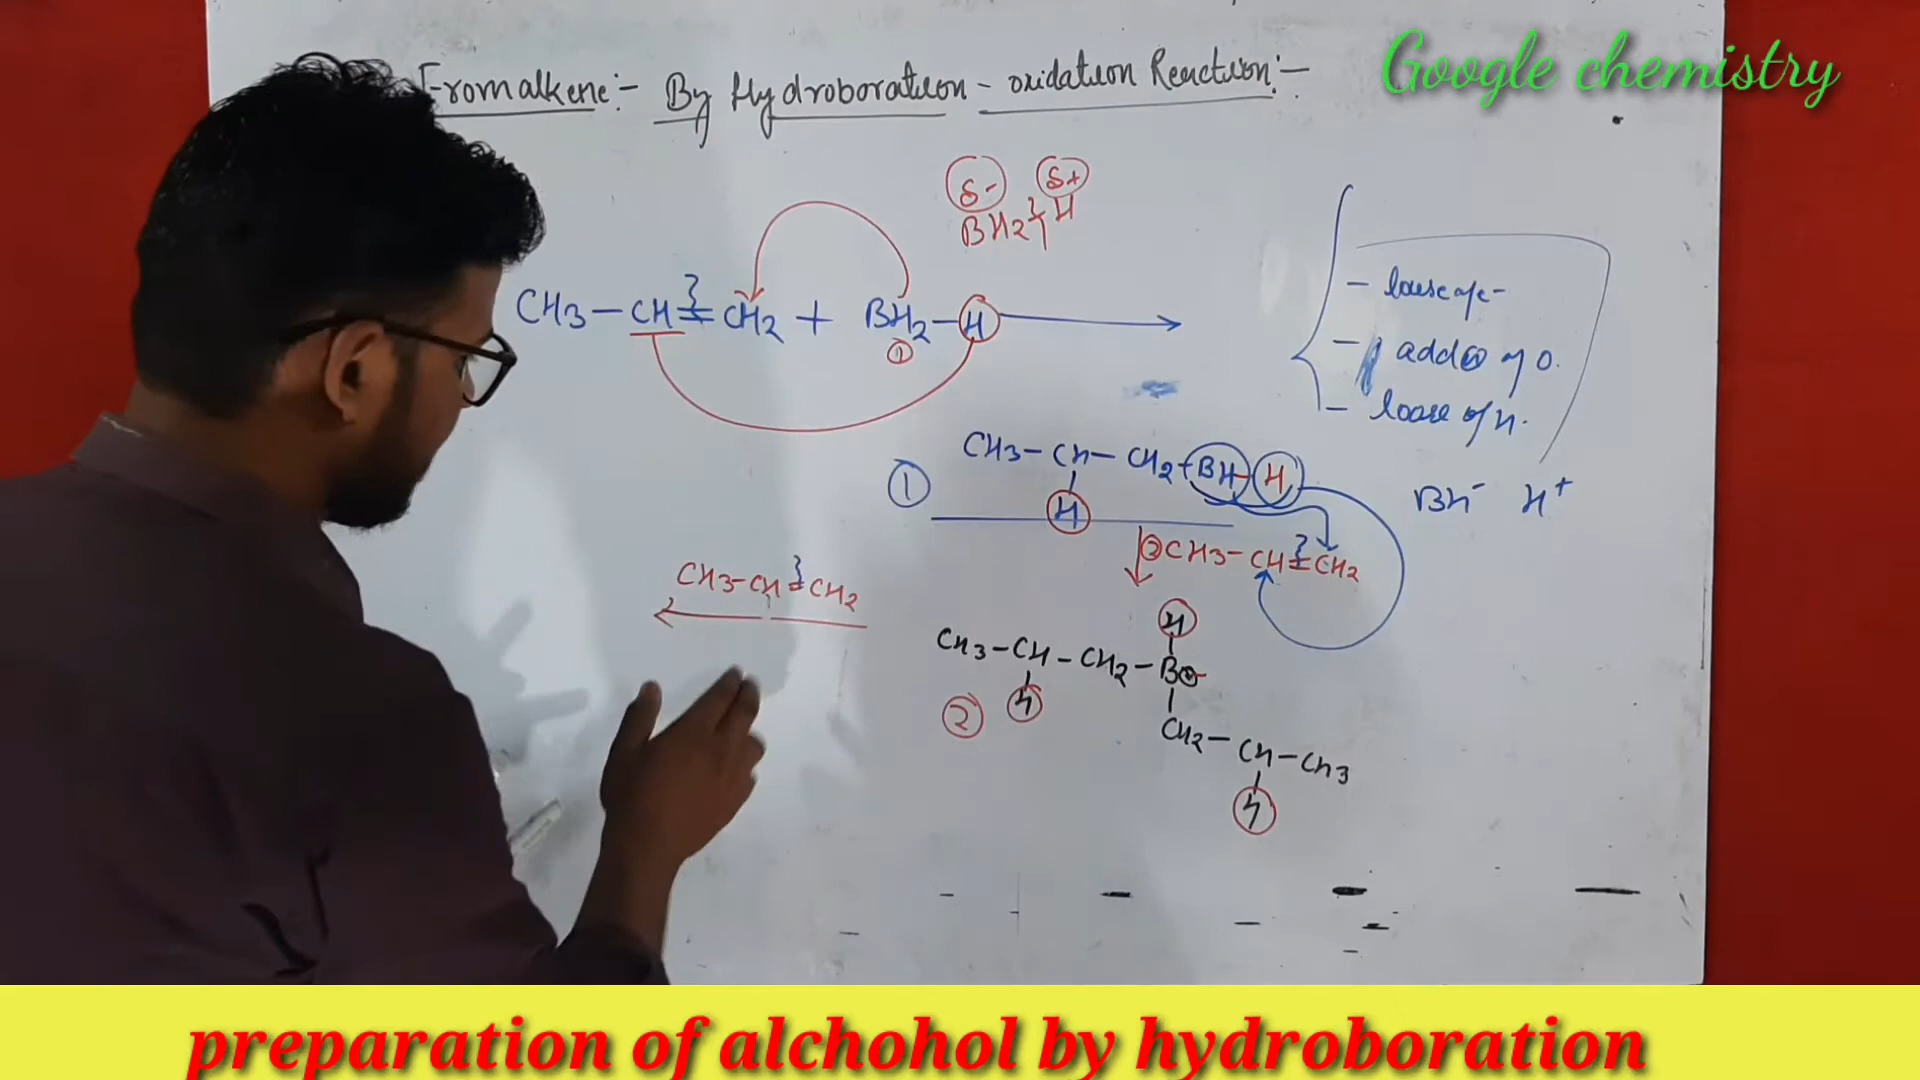 From alkene:- By Hydroboration - oxidation Reaction:-
Google chemistry
δ- δ+
BH2 H
CH3-CH=CH2 + BH2-H
①
- addn of O.
- loose of H.
① CH3-CH-CH2-BH-H
H
BH- H+
CH3-CH=CH2
CH3-CH=CH2
H
CH3-CH-CH2-B
② H
CH2-CH-CH3
H
preparation of alchohol by hydroboration